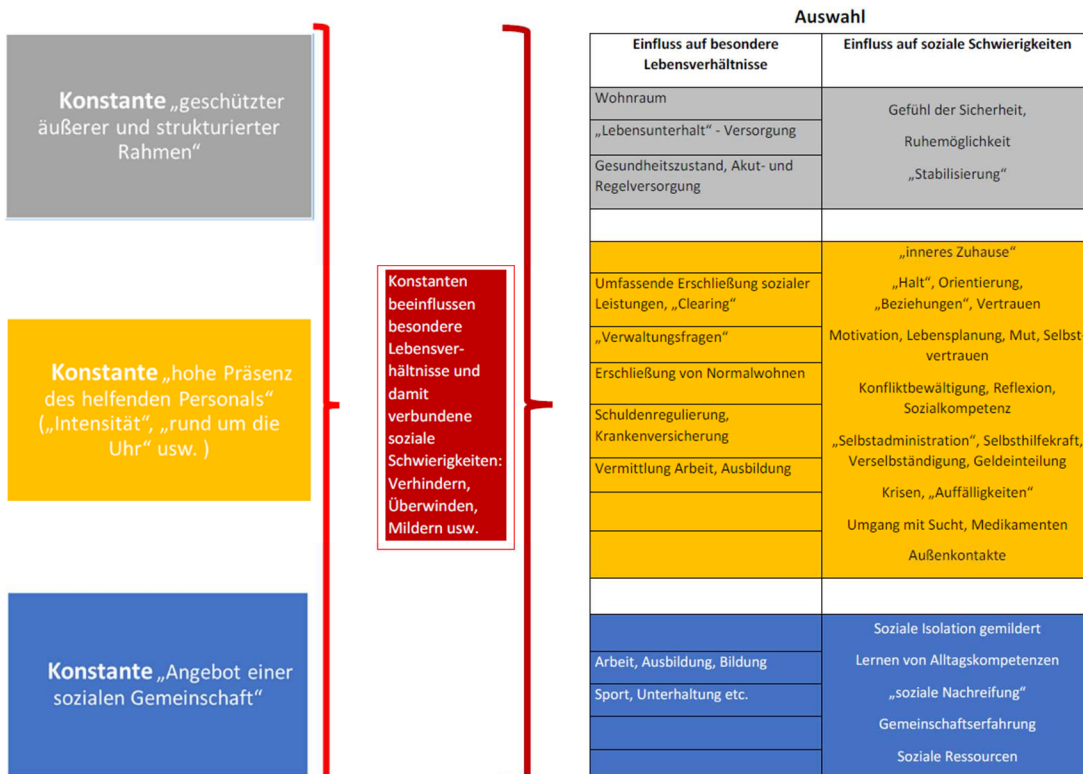 Konstante „geschützter
äußerer und strukturierter
Rahmen“
Konstante „hohe Präsenz
des helfenden Personals“
(„Intensität“, „rund um die
Uhr“ usw. )
Konstante „Angebot einer
sozialen Gemeinschaft“
Konstanten
beeinflussen
besondere
Lebensver-
hältnisse und
damit
verbundene
soziale
Schwierigkeiten:
Verhindern,
Überwinden,
Mildern usw.
Auswahl
Einfluss auf besondere
Lebensverhältnisse
Einfluss auf soziale Schwierigkeiten
Wohnraum
„Lebensunterhalt“ - Versorgung
Gesundheitszustand, Akut- und
Regelversorgung
Gefühl der Sicherheit,
Ruhemöglichkeit
„Stabilisierung“
Umfassende Erschließung sozialer
Leistungen, „Clearing“
„Verwaltungsfragen“
Erschließung von Normalwohnen
Schuldenregulierung,
Krankenversicherung
Vermittlung Arbeit, Ausbildung
„inneres Zuhause“
„Halt“, Orientierung,
„Beziehungen“, Vertrauen
Motivation, Lebensplanung, Mut, Selbst-
vertrauen
Konfliktbewältigung, Reflexion,
Sozialkompetenz
„Selbstadministration“, Selbsthilfekraft,
Verselbständigung, Geldeinteilung
Krisen, „Auffälligkeiten“
Umgang mit Sucht, Medikamenten
Außenkontakte
Arbeit, Ausbildung, Bildung
Sport, Unterhaltung etc.
Soziale Isolation gemildert
Lernen von Alltagskompetenzen
„soziale Nachreifung“
Gemeinschaftserfahrung
Soziale Ressourcen